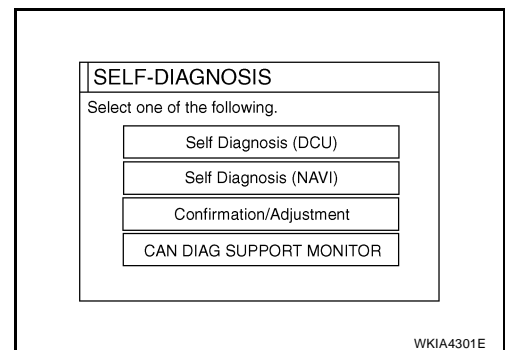 SELF-DIAGNOSIS
Select one of the following.
Self Diagnosis (DCU)
Self Diagnosis (NAVI)
Confirmation/Adjustment
CAN DIAG SUPPORT MONITOR
WKIA4301E